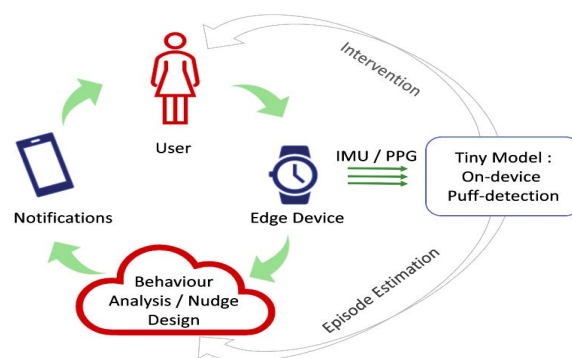 Intervention
User
IMU / PPG
Tiny Model :
On-device
Puff-detection
Notifications
Edge Device
Behaviour
Analysis / Nudge
Design
Episode Estimation